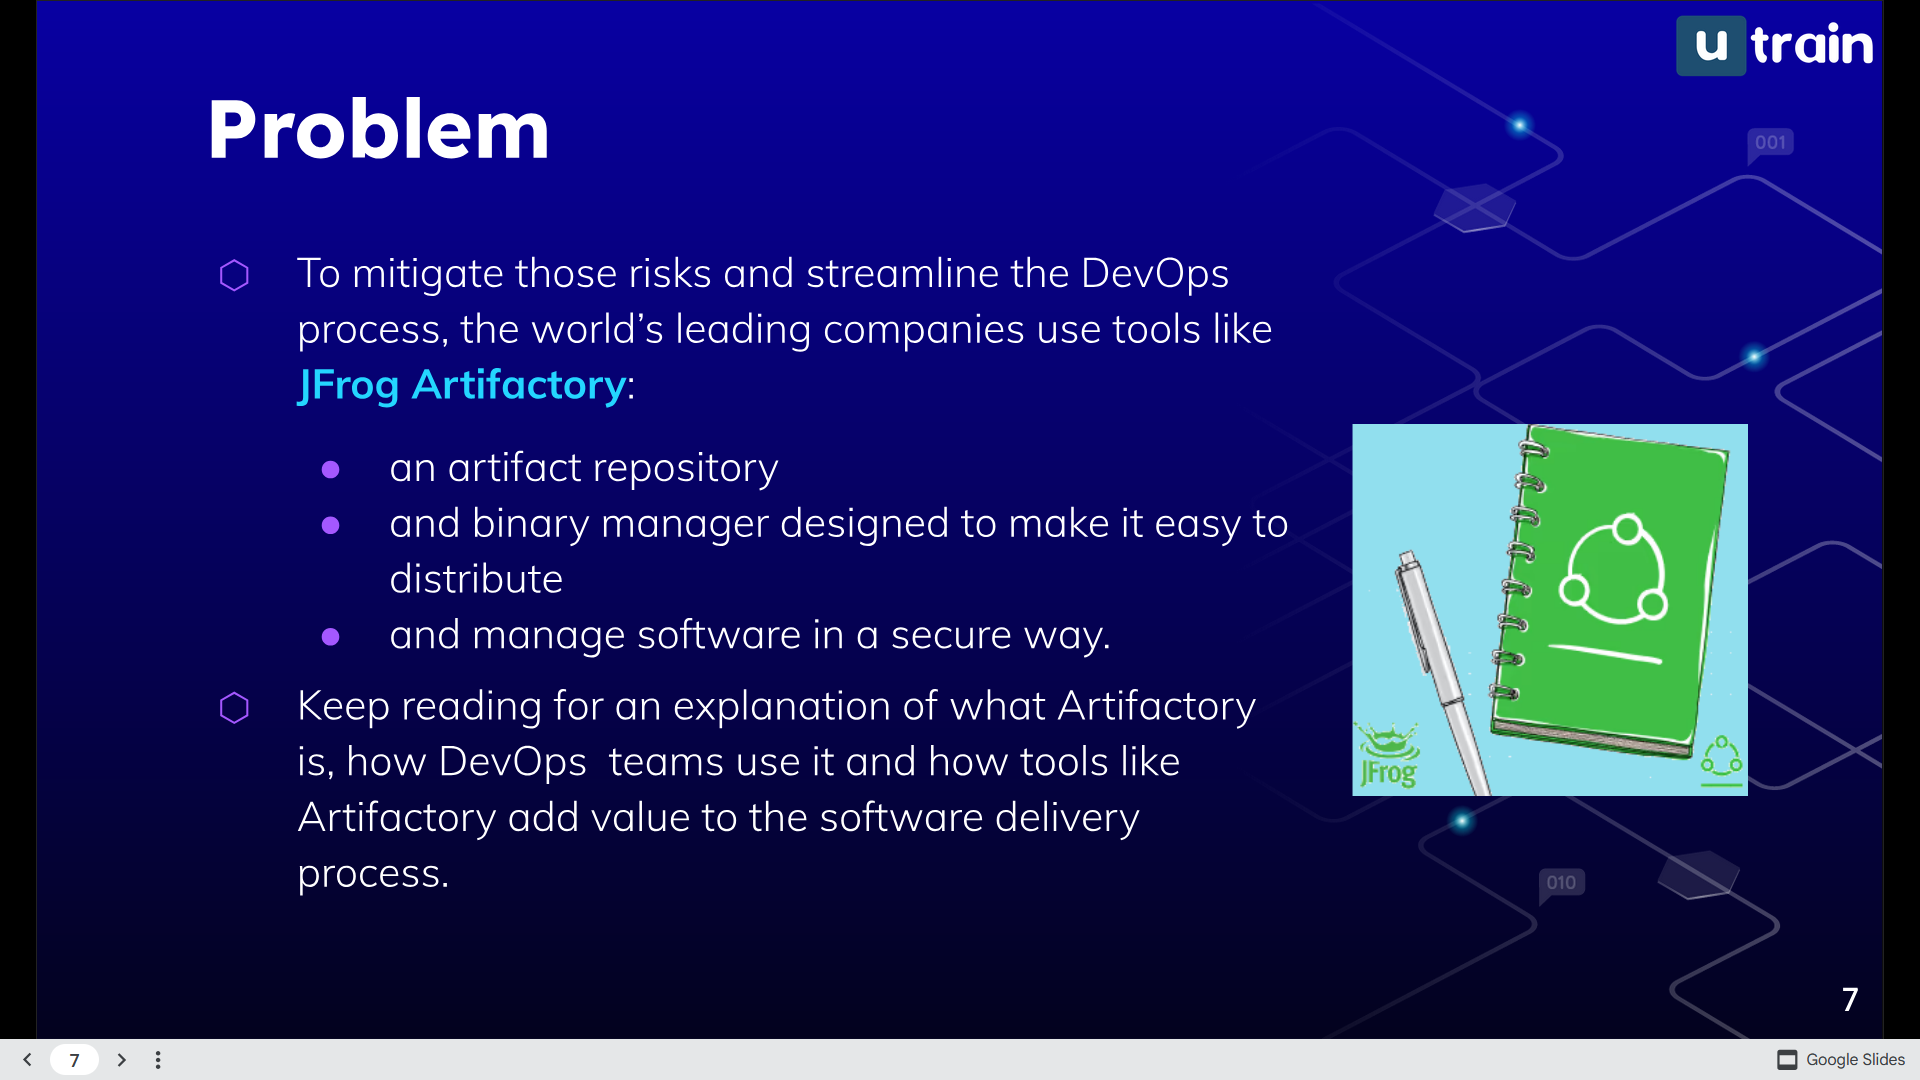 u train
001
Problem
To mitigate those risks and streamline the DevOps
process, the world’s leading companies use tools like
JFrog Artifactory:
an artifact repository
and binary manager designed to make it easy to
distribute
and manage software in a secure way.
Keep reading for an explanation of what Artifactory
is, how DevOps  teams use it and how tools like
Artifactory add value to the software delivery
process.
JFrog
010
7
7
Google Slides